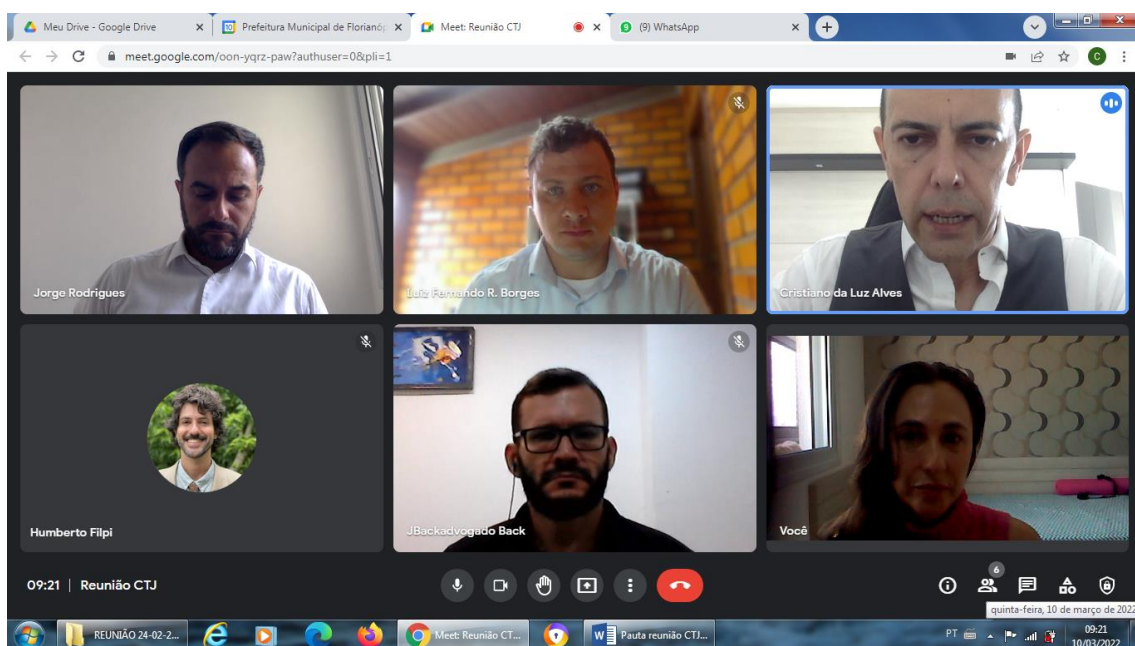 Meu Drive - Google Drive
Prefeitura Municipal de Florianóp
Meet: Reunião CTJ
(9) WhatsApp
meet.google.com/oon-yqrz-paw?authuser=0&pli=1
C
Jorge Rodrigues
Luiz Fernando R. Borges
Cristiano da Luz Alves
Humberto Filpi
JBackadvogado Back
Você
09:21 | Reunião CTJ
6
quinta-feira, 10 de março de 2022
REUNIÃO 24-02-2...
Meet: Reunião CT...
Pauta reunião CTJ...
PT
09:21
10/03/2022